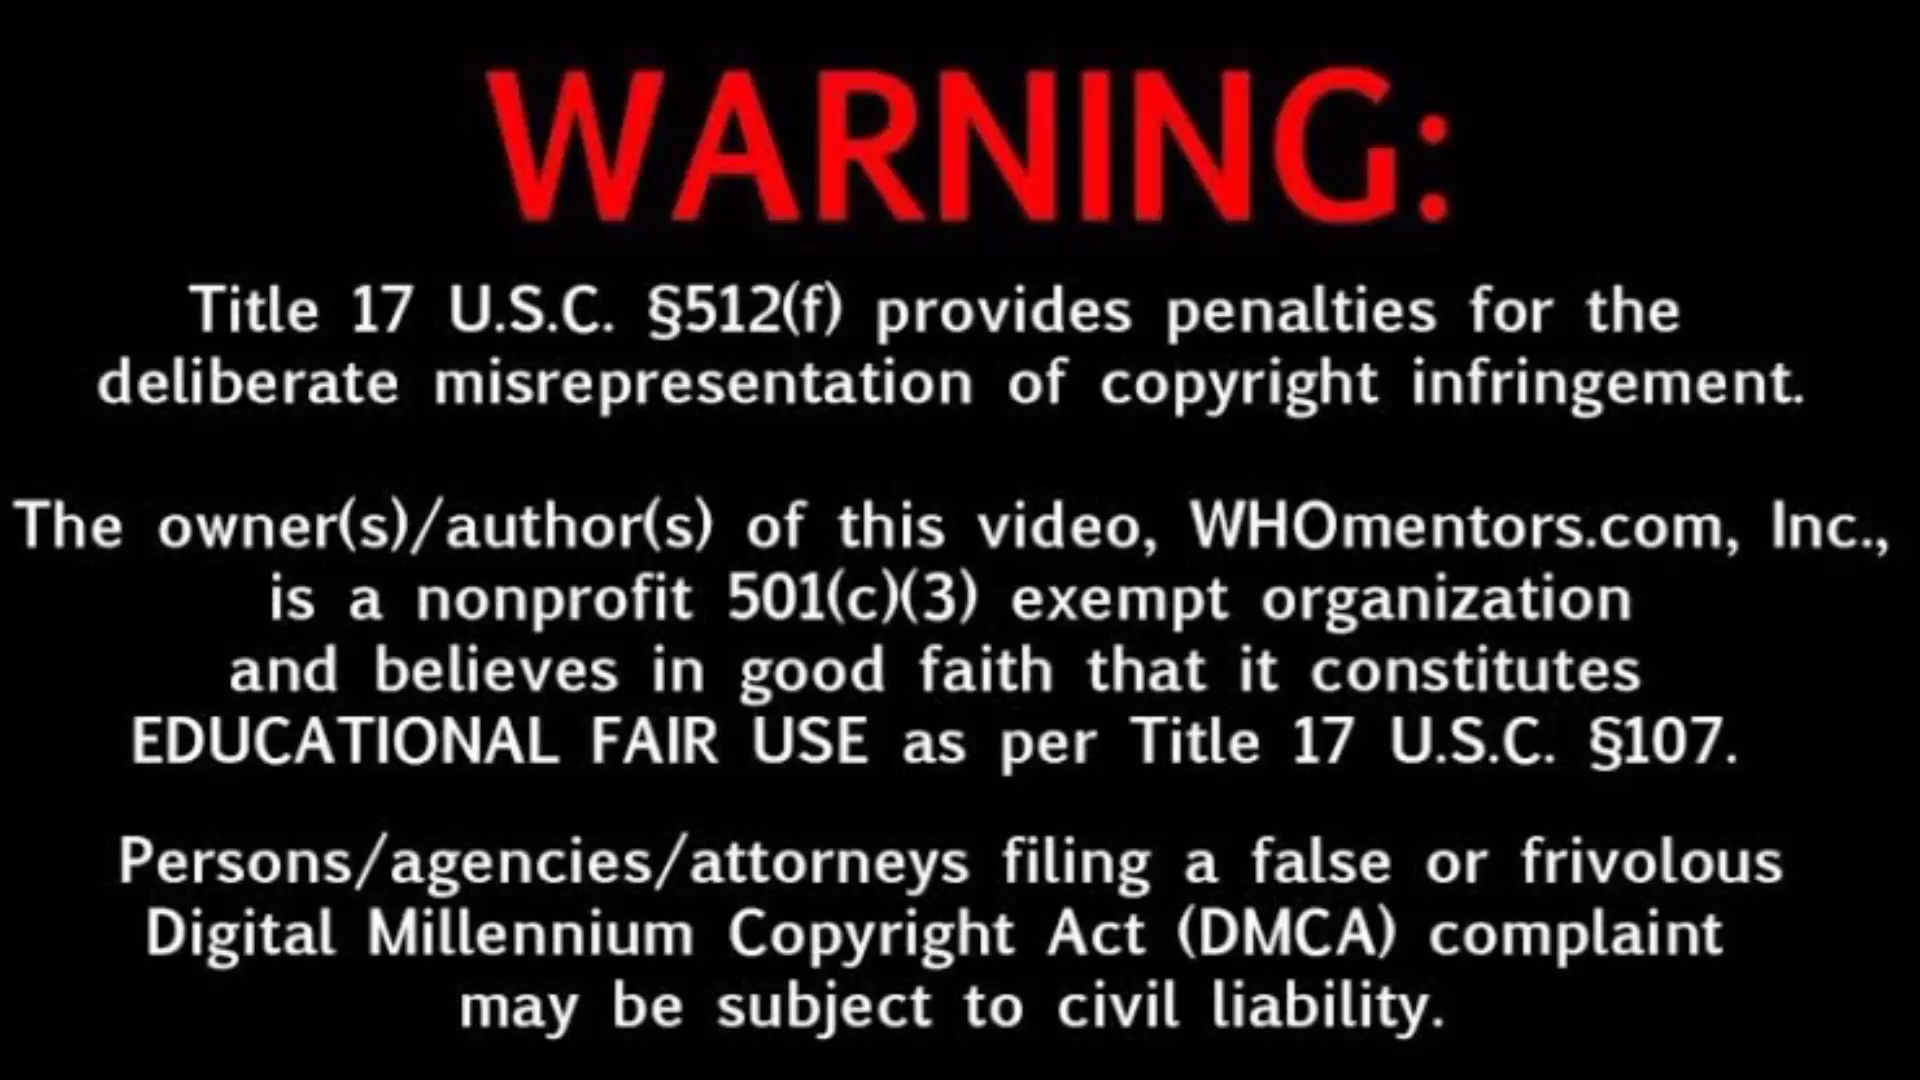 WARNING:
Title 17 U.S.C. §512(f) provides penalties for the
deliberate misrepresentation of copyright infringement.
The owner(s)/author(s) of this video, WHOmentors.com, Inc.,
is a nonprofit 501(c)(3) exempt organization
and believes in good faith that it constitutes
EDUCATIONAL FAIR USE as per Title 17 U.S.C. §107.
Persons/agencies/attorneys filing a false or frivolous
Digital Millennium Copyright Act (DMCA) complaint
may be subject to civil liability.